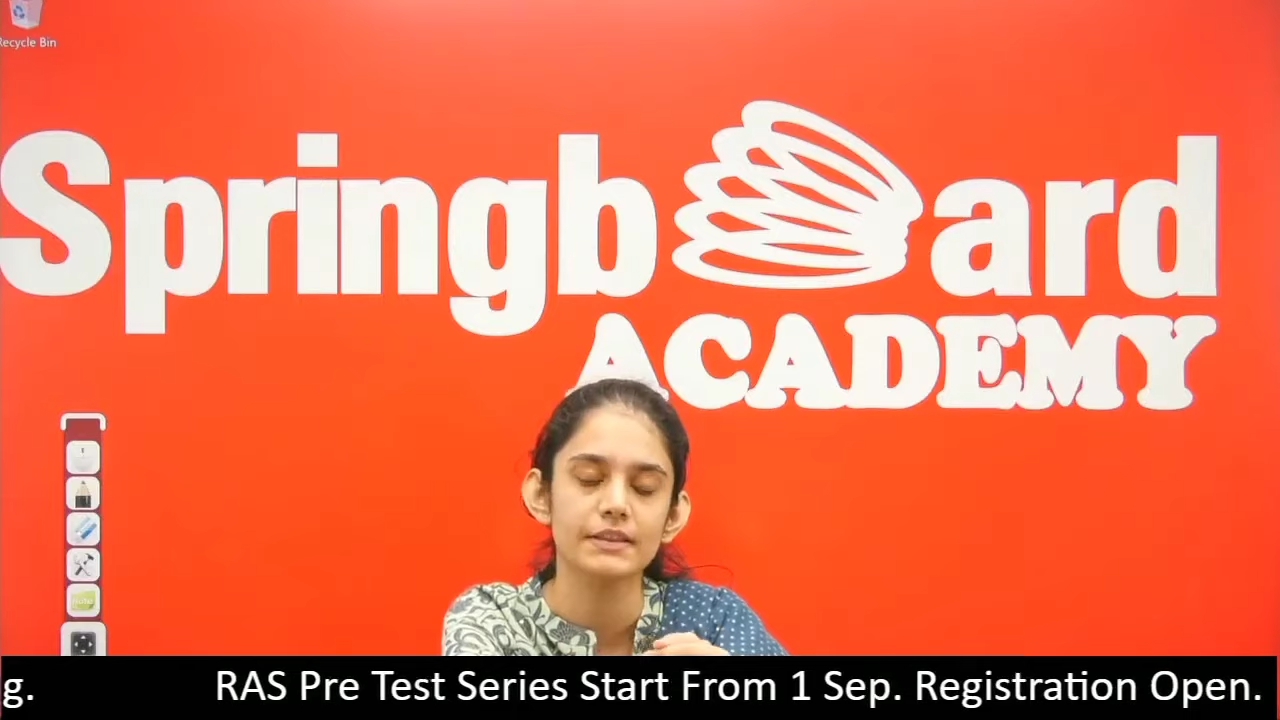 Recycle Bin
Springboard
ACADEMY
g. RAS Pre Test Series Start From 1 Sep. Registration Open.